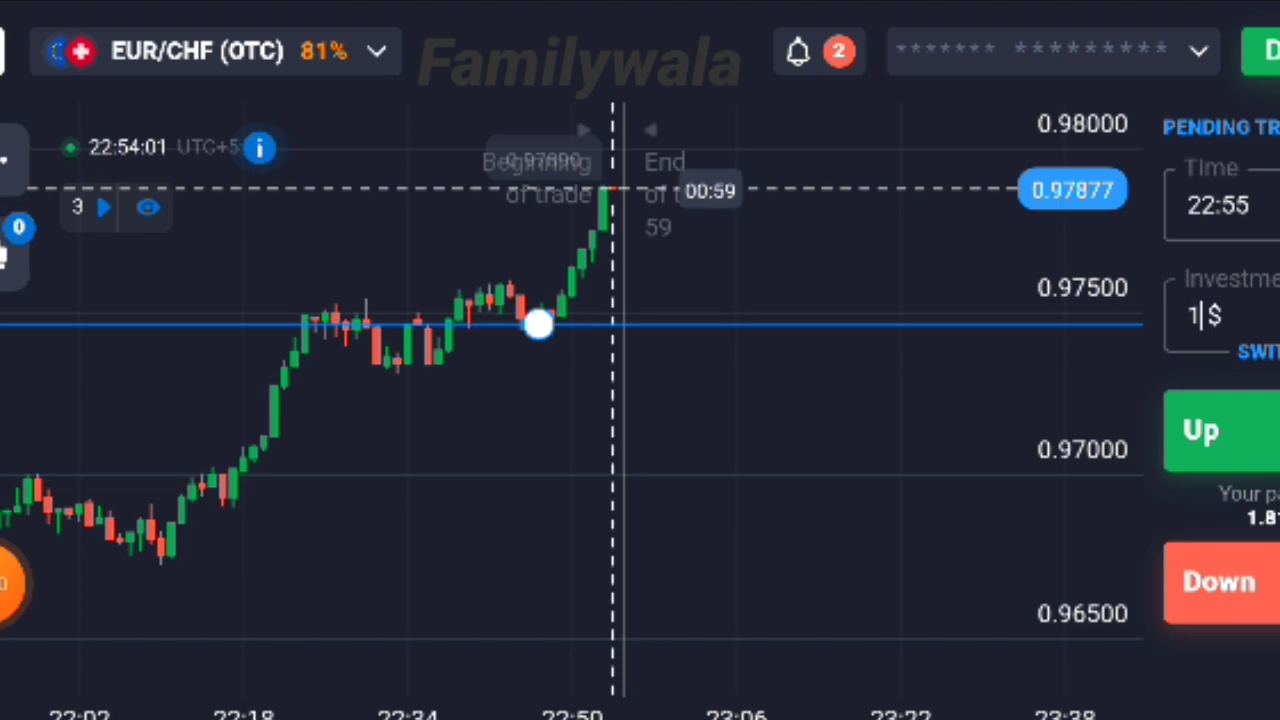 EUR/CHF (OTC) 81%
Familywala
2
******* *********
D
22:54:01 UTC+5
i
Beginning
of trade
End
of t
59
00:59
0.98000
0.97877
0.97500
0.97000
0.96500
3
0
PENDING TR
Time
22:55
Investme
1$
SWIT
Up
Your pa
1.81
Down
22:02 22:18 22:34 22:50 23:06 23:22 23:38